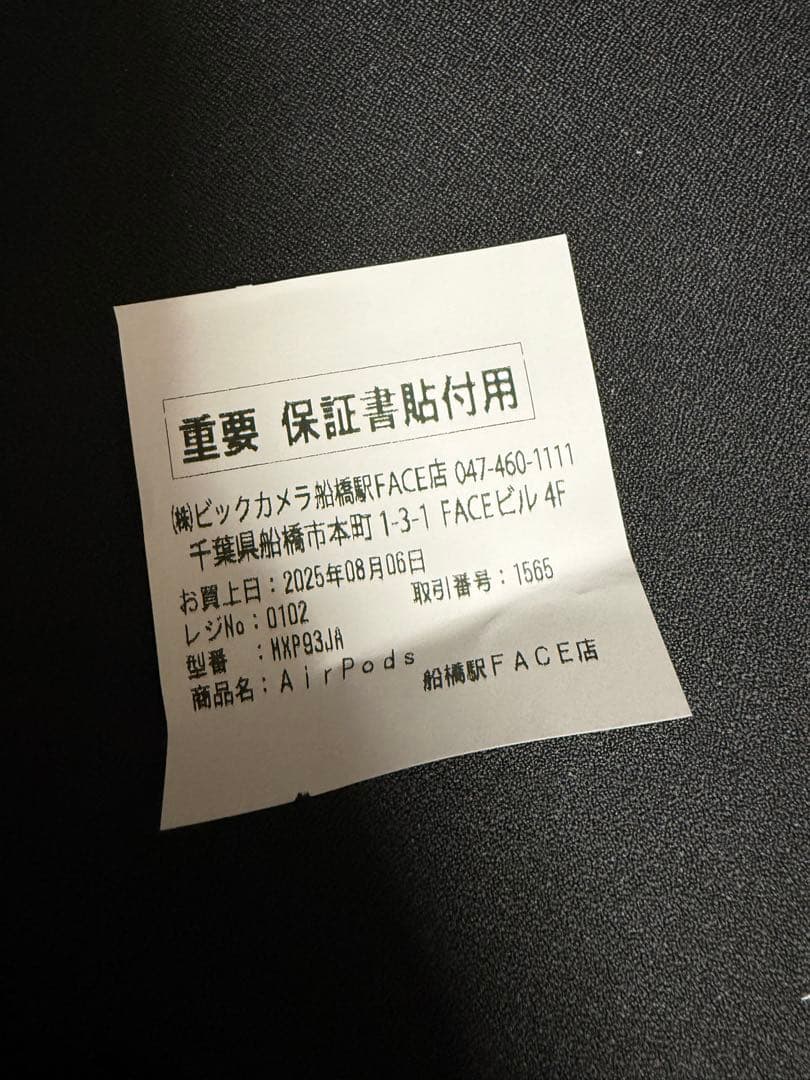 重要 保証書貼付用
㈱ビックカメラ船橋駅FACE店 047-460-1111
千葉県船橋市本町 1-3-1 FACEビル 4F
お買上日：2025年08月06日
レジNo：0102 取引番号：1565
型番 ：MXP93JA
商品名：AirPods
船橋駅FACE店